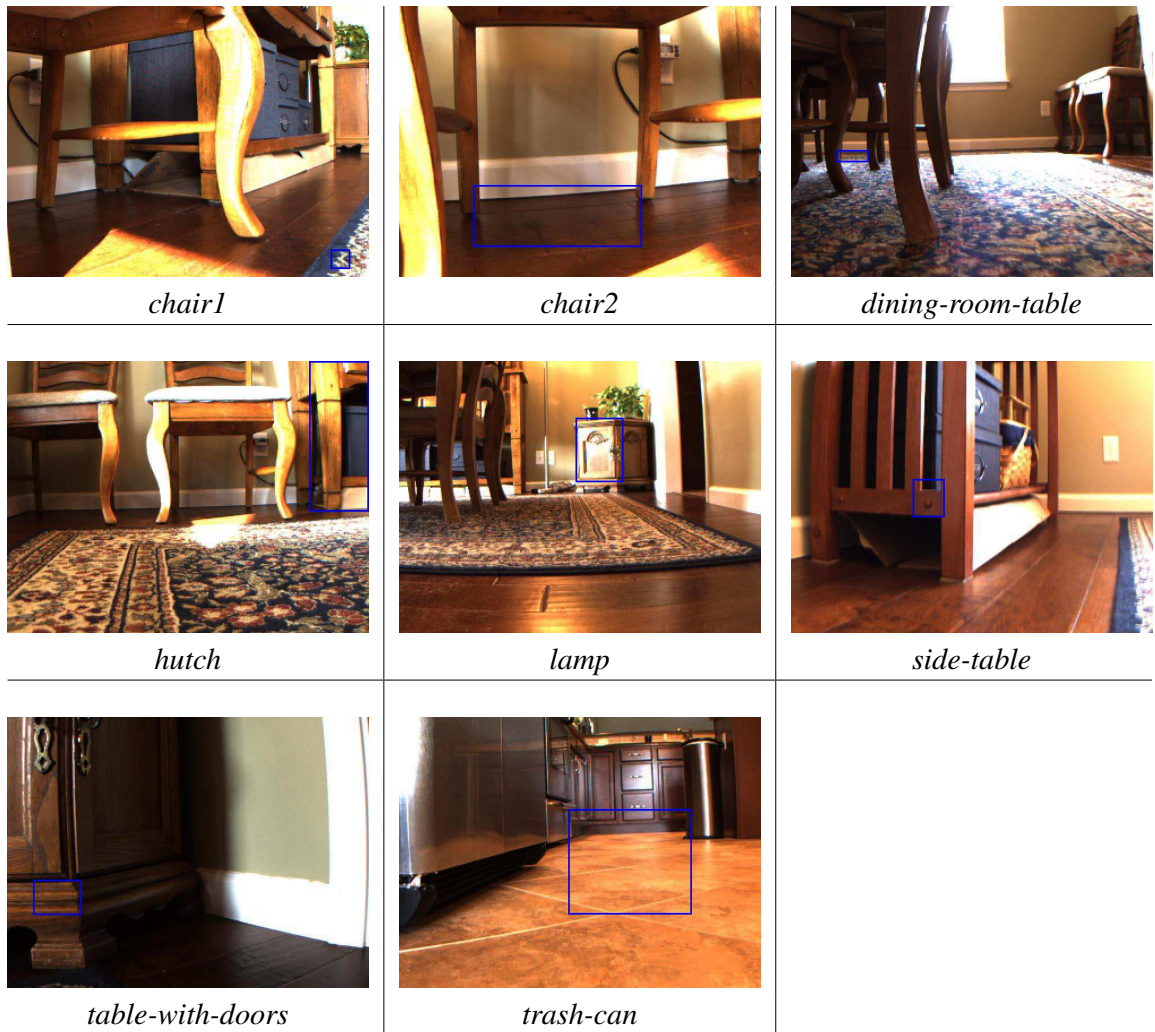 chair1
chair2
dining-room-table
hutch
lamp
side-table
table-with-doors
trash-can